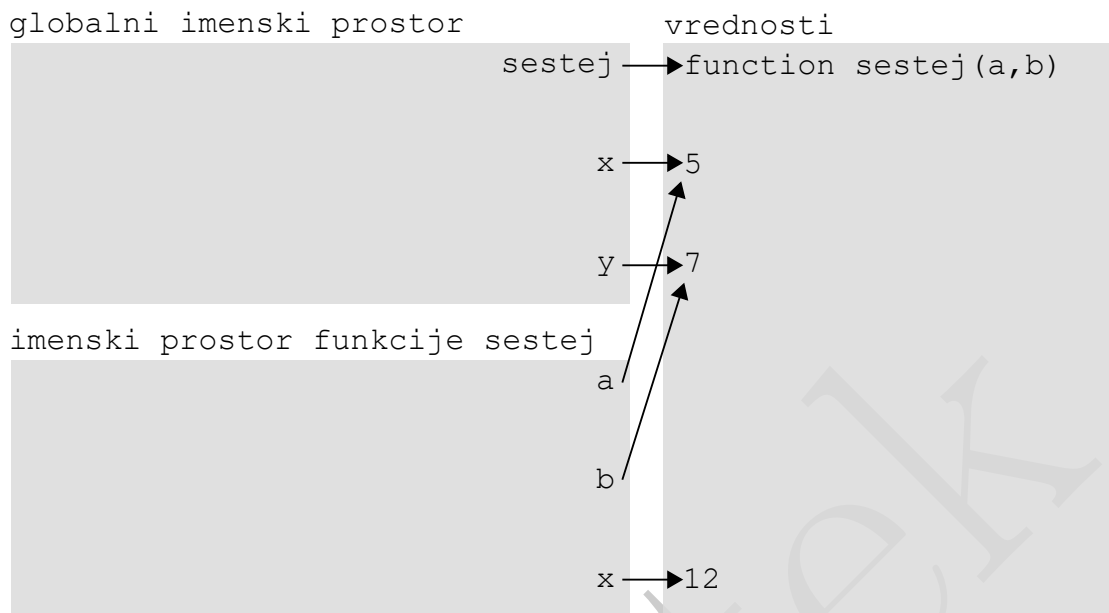 globalni imenski prostor
vrednosti
sestej
function sestej(a,b)
x
5
y
7
imenski prostor funkcije sestej
a
b
x
12